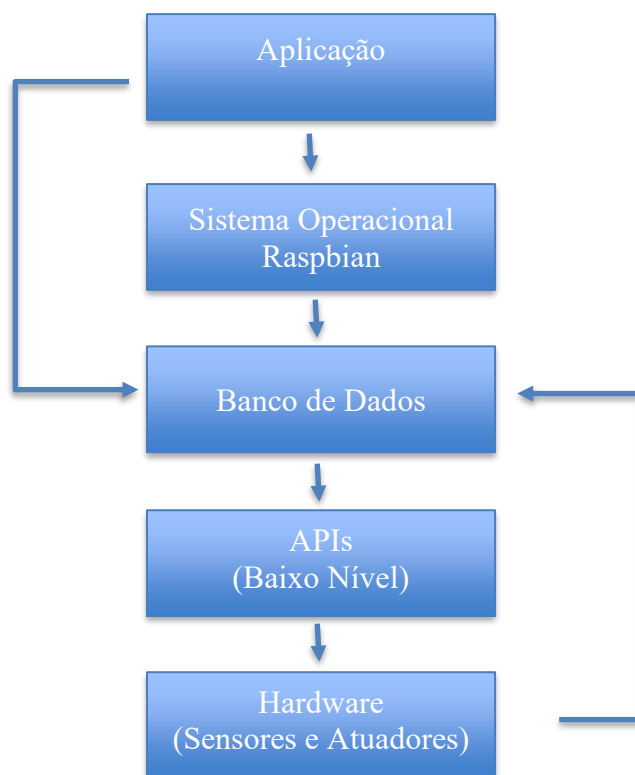 Aplicação
Sistema Operacional
Raspbian
Banco de Dados
APIs
(Baixo Nível)
Hardware
(Sensores e Atuadores)